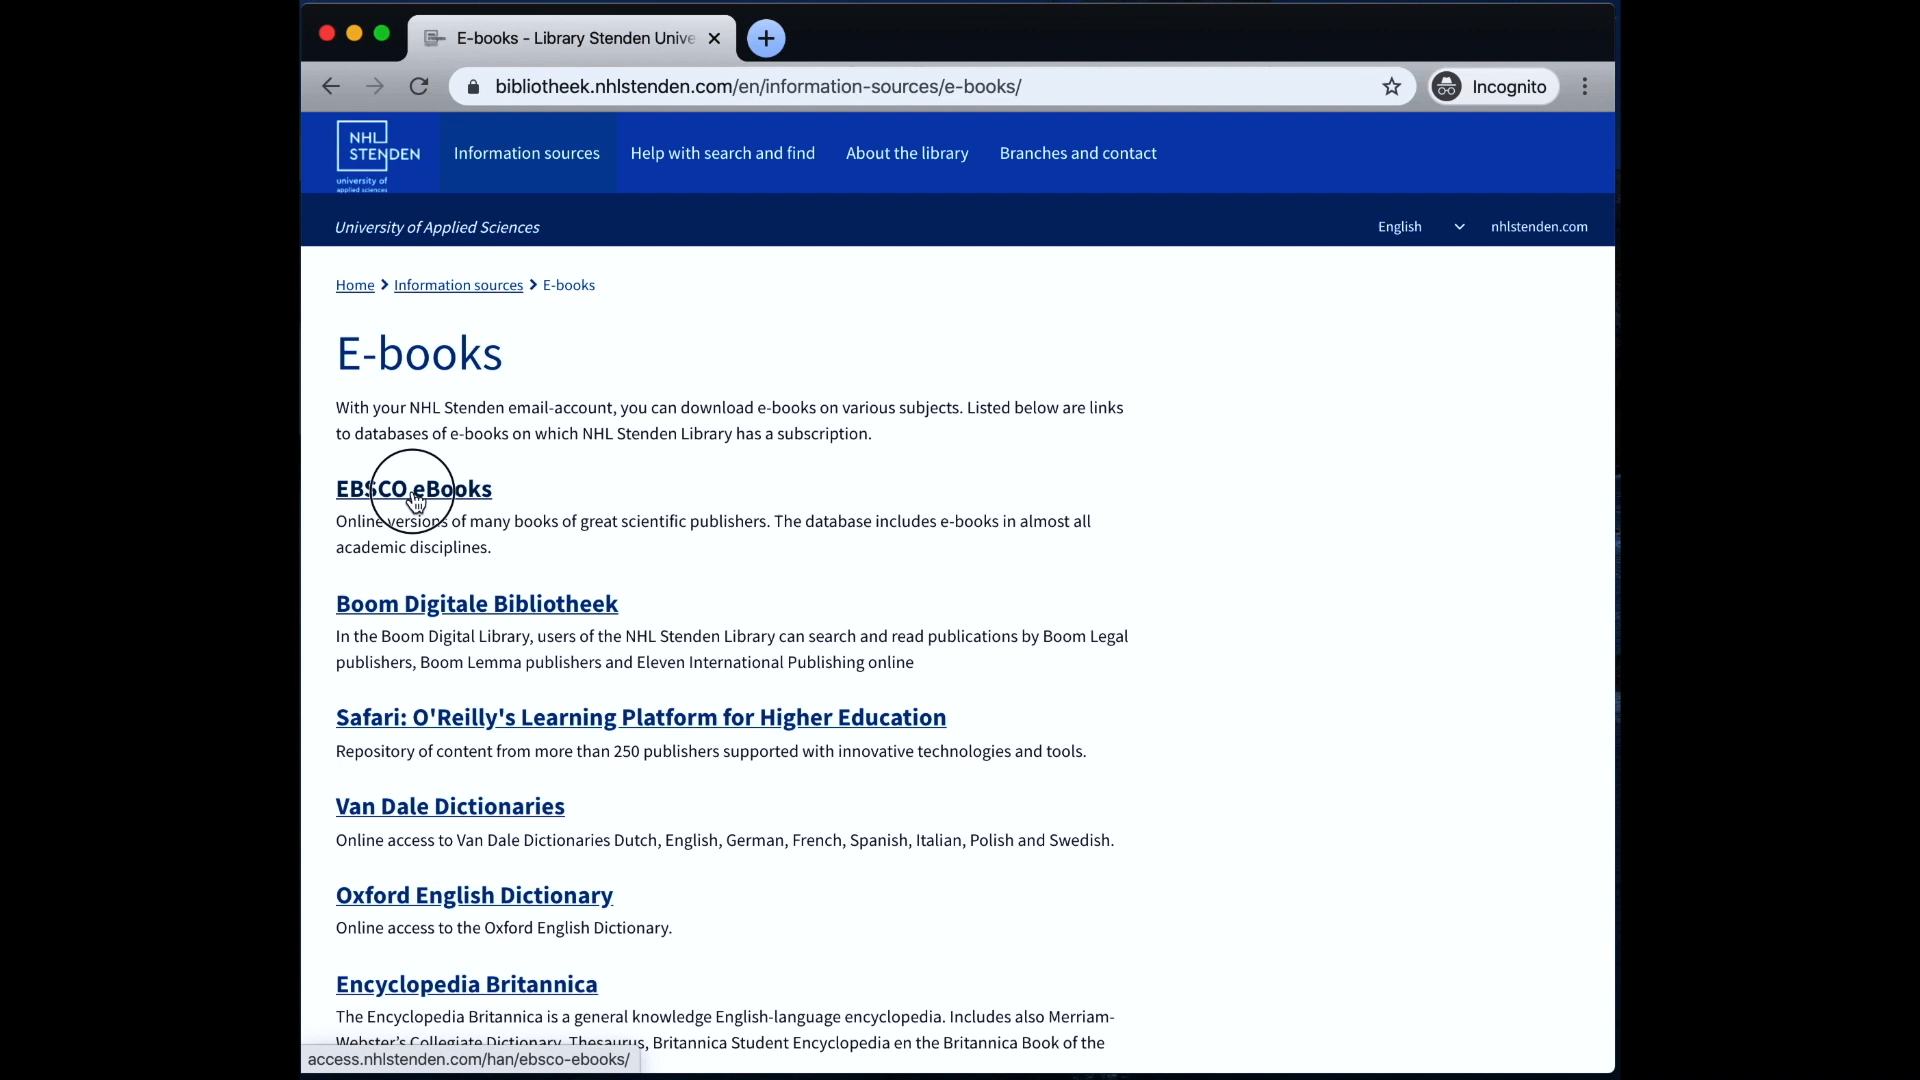 E-books - Library Stenden Unive
bibliotheek.nhlstenden.com/en/information-sources/e-books/
Incognito
NHL
STENDEN
university of
applied sciences
Information sources
Help with search and find
About the library
Branches and contact
University of Applied Sciences
English
nhlstenden.com
Home > Information sources > E-books
E-books
With your NHL Stenden email-account, you can download e-books on various subjects. Listed below are links
to databases of e-books on which NHL Stenden Library has a subscription.
EBSCO eBooks
Online versions of many books of great scientific publishers. The database includes e-books in almost all
academic disciplines.
Boom Digitale Bibliotheek
In the Boom Digital Library, users of the NHL Stenden Library can search and read publications by Boom Legal
publishers, Boom Lemma publishers and Eleven International Publishing online
Safari: O'Reilly's Learning Platform for Higher Education
Repository of content from more than 250 publishers supported with innovative technologies and tools.
Van Dale Dictionaries
Online access to Van Dale Dictionaries Dutch, English, German, French, Spanish, Italian, Polish and Swedish.
Oxford English Dictionary
Online access to the Oxford English Dictionary.
Encyclopedia Britannica
The Encyclopedia Britannica is a general knowledge English-language encyclopedia. Includes also Merriam-
Webster's Collegiate Dictionary, Thesaurus, Britannica Student Encyclopedia en the Britannica Book of the
access.nhlstenden.com/han/ebsco-ebooks/